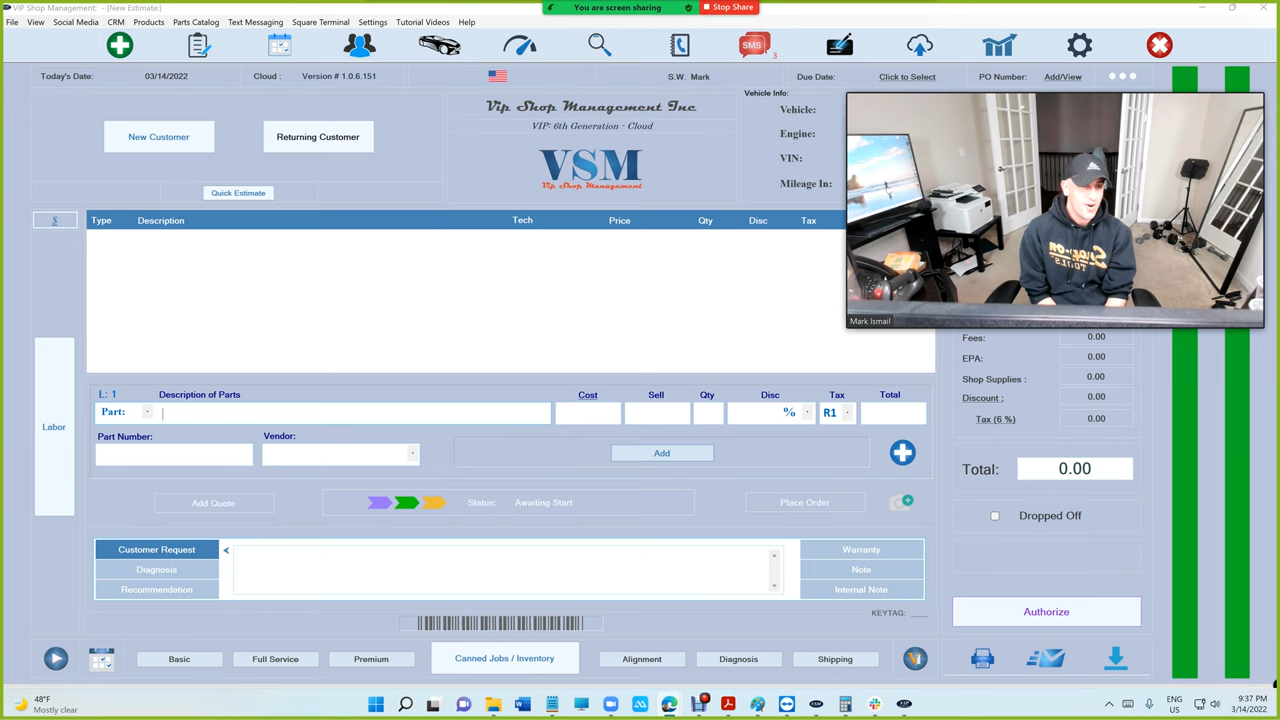 VIP Shop Management: - [New Estimate:]
You are screen sharing
Stop Share
File View Social Media CRM Products Parts Catalog Text Messaging Square Terminal Settings Tutorial Videos Help
SMS 3
Today's Date: 03/14/2022 Cloud : Version # 1.0.6.151 S.W. Mark Due Date: Click to Select PO Number: Add/View
Vehicle Info:
New Customer
Returning Customer
Quick Estimate
Vip Shop Management Inc
VIP: 6th Generation - Cloud
VSM
Vip Shop Management
Vehicle:
Engine:
VIN:
Mileage In:
Snap-on
TOOLS
Mark Ismail
$
Type Description Tech Price Qty Disc Tax
Labor
L: 1 Description of Parts Cost Sell Qty Disc Tax Total
Part: % R1
Part Number: Vendor:
Add
Add Quote
Status: Awaiting Start
Place Order
Customer Request
Diagnosis
Recommendation
Warranty
Note
Internal Note
KEYTAG:
Fees: 0.00
EPA: 0.00
Shop Supplies : 0.00
Discount : 0.00
Tax (6 %) 0.00
Total: 0.00
Dropped Off
Authorize
Basic Full Service Premium Canned Jobs / Inventory Alignment Diagnosis Shipping
48°F
Mostly clear
ENG
US
9:37 PM
3/14/2022